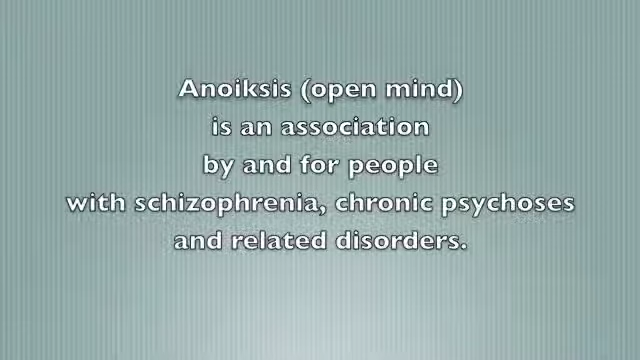 Anoiksis (open mind)
is an association
by and for people
with schizophrenia, chronic psychoses
and related disorders.